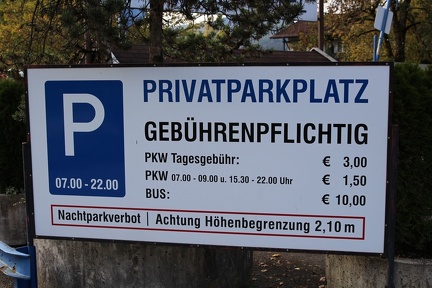 P
07.00 - 22.00
PRIVATPARKPLATZ
GEBÜHRENPFLICHTIG
PKW Tagesgebühr: € 3,00
PKW 07.00 - 09.00 u. 15.30 - 22.00 Uhr € 1,50
BUS: € 10,00
Nachtparkverbot | Achtung Höhenbegrenzung 2,10 m